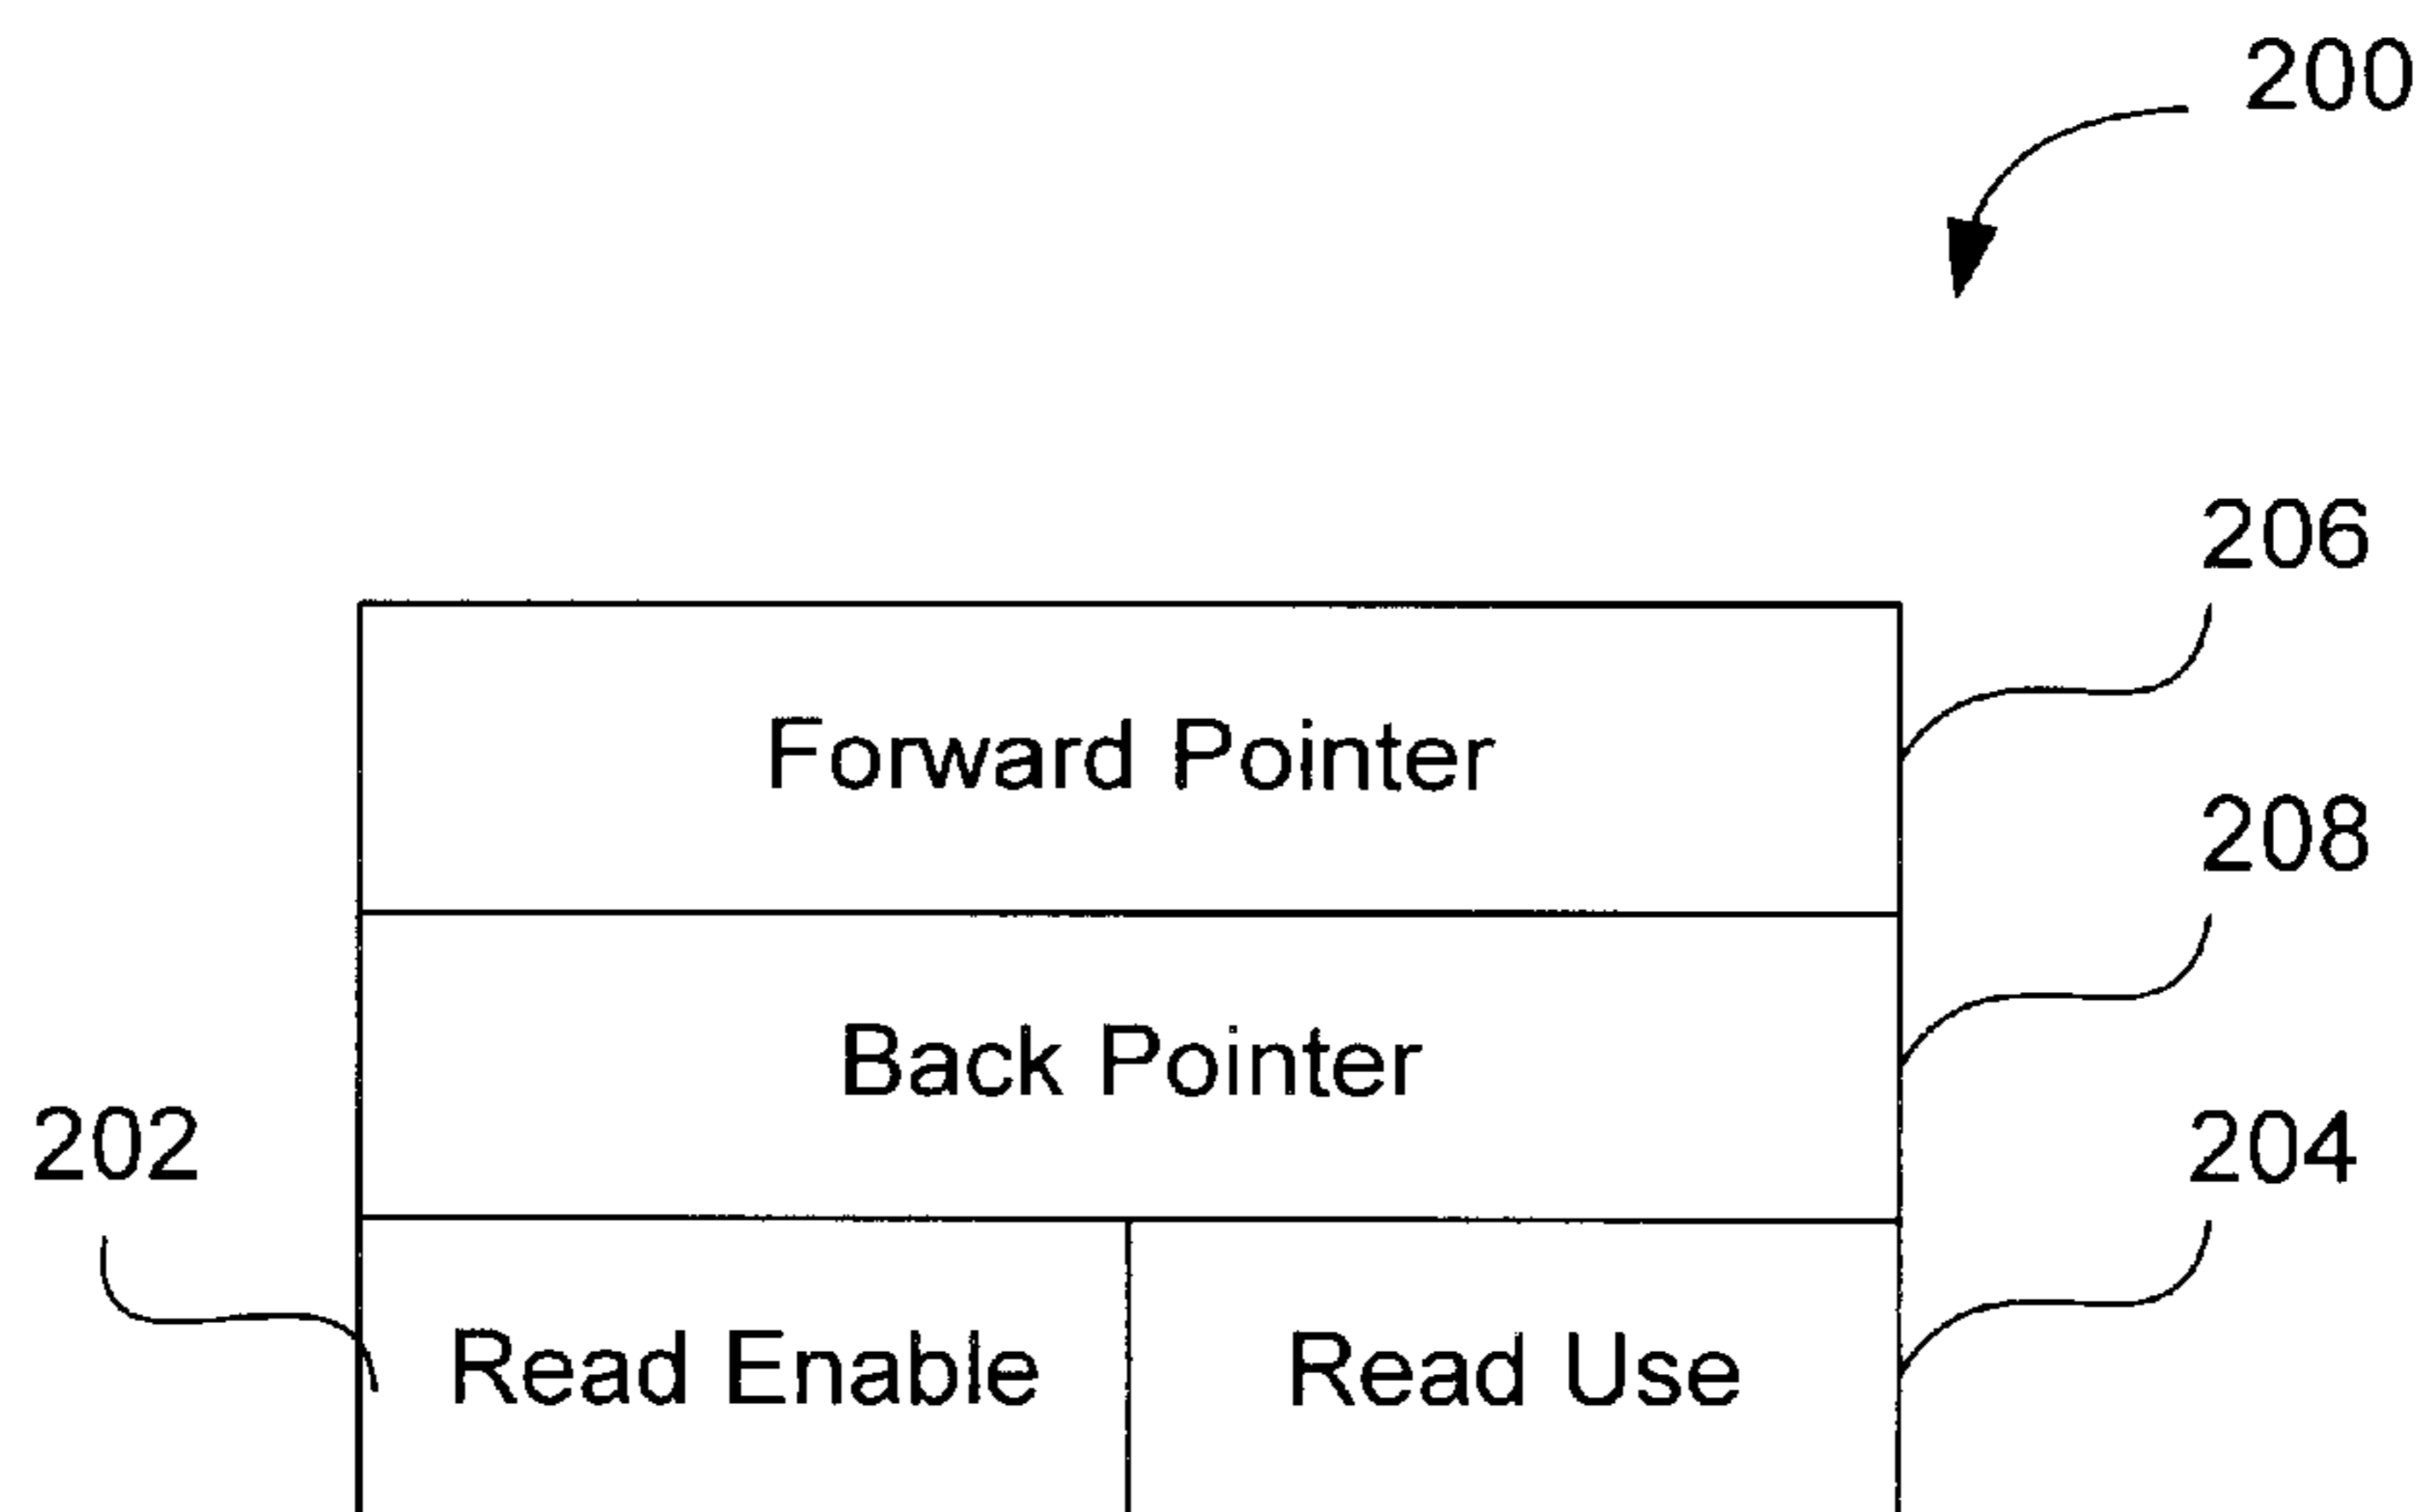 200
206
Forward Pointer
208
Back Pointer
202
204
Read Enable
Read Use